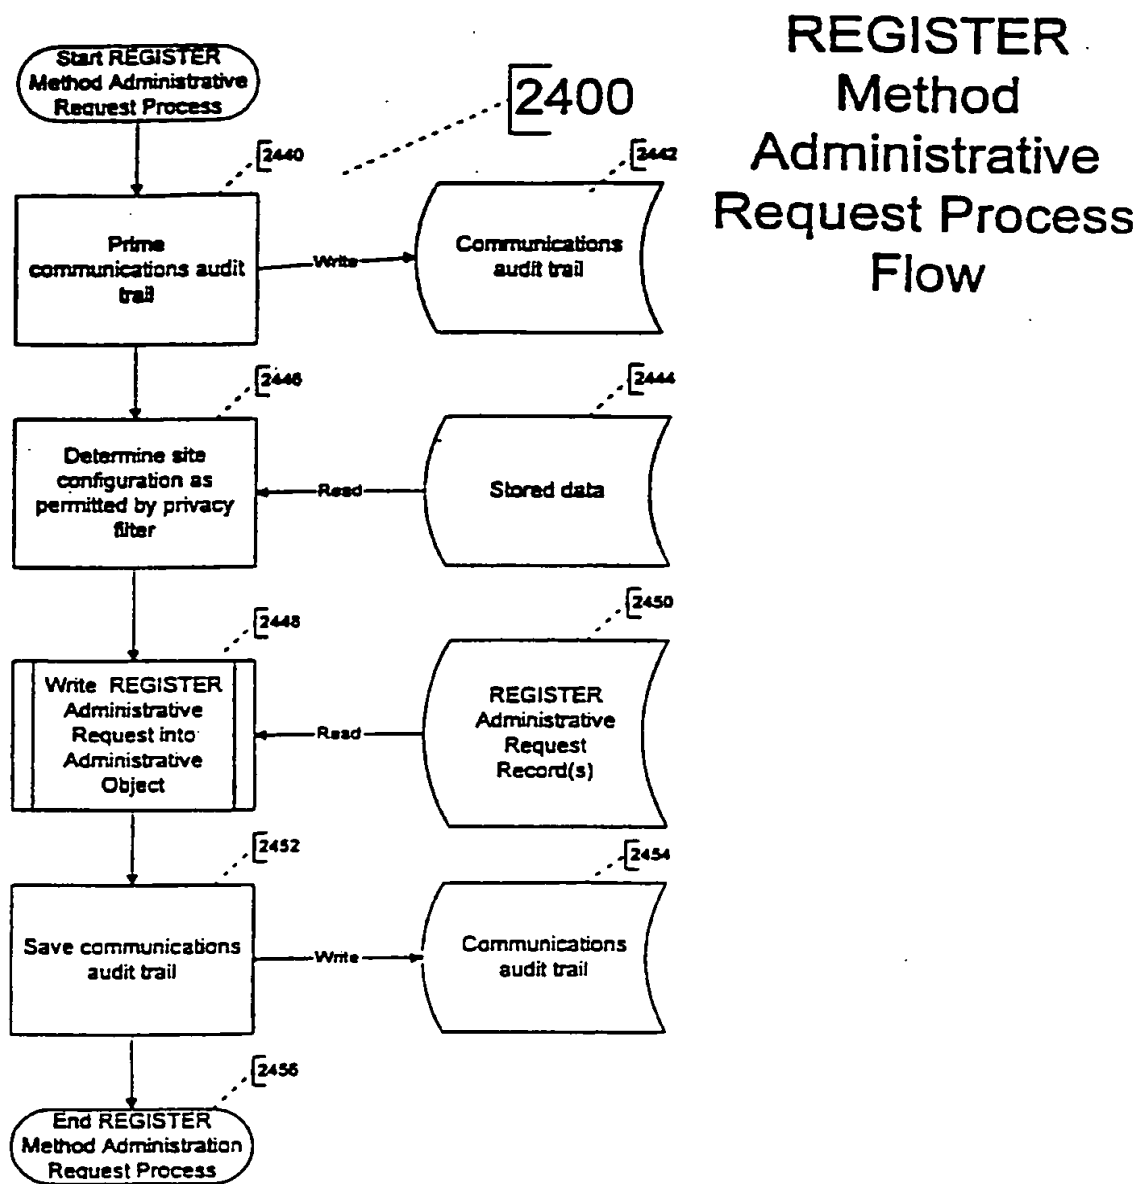 REGISTER
Method
Administrative
Request Process
Flow
2400
Start REGISTER
Method Administrative
Request Process
2440
Prime
communications audit
trail
Write
2442
Communications
audit trail
2446
Determine site
configuration as
permitted by privacy
filter
Read
2444
Stored data
2448
Write REGISTER
Administrative
Request into
Administrative
Object
Read
2450
REGISTER
Administrative
Request
Record(s)
2452
Save communications
audit trail
Write
2454
Communications
audit trail
2456
End REGISTER
Method Administration
Request Process